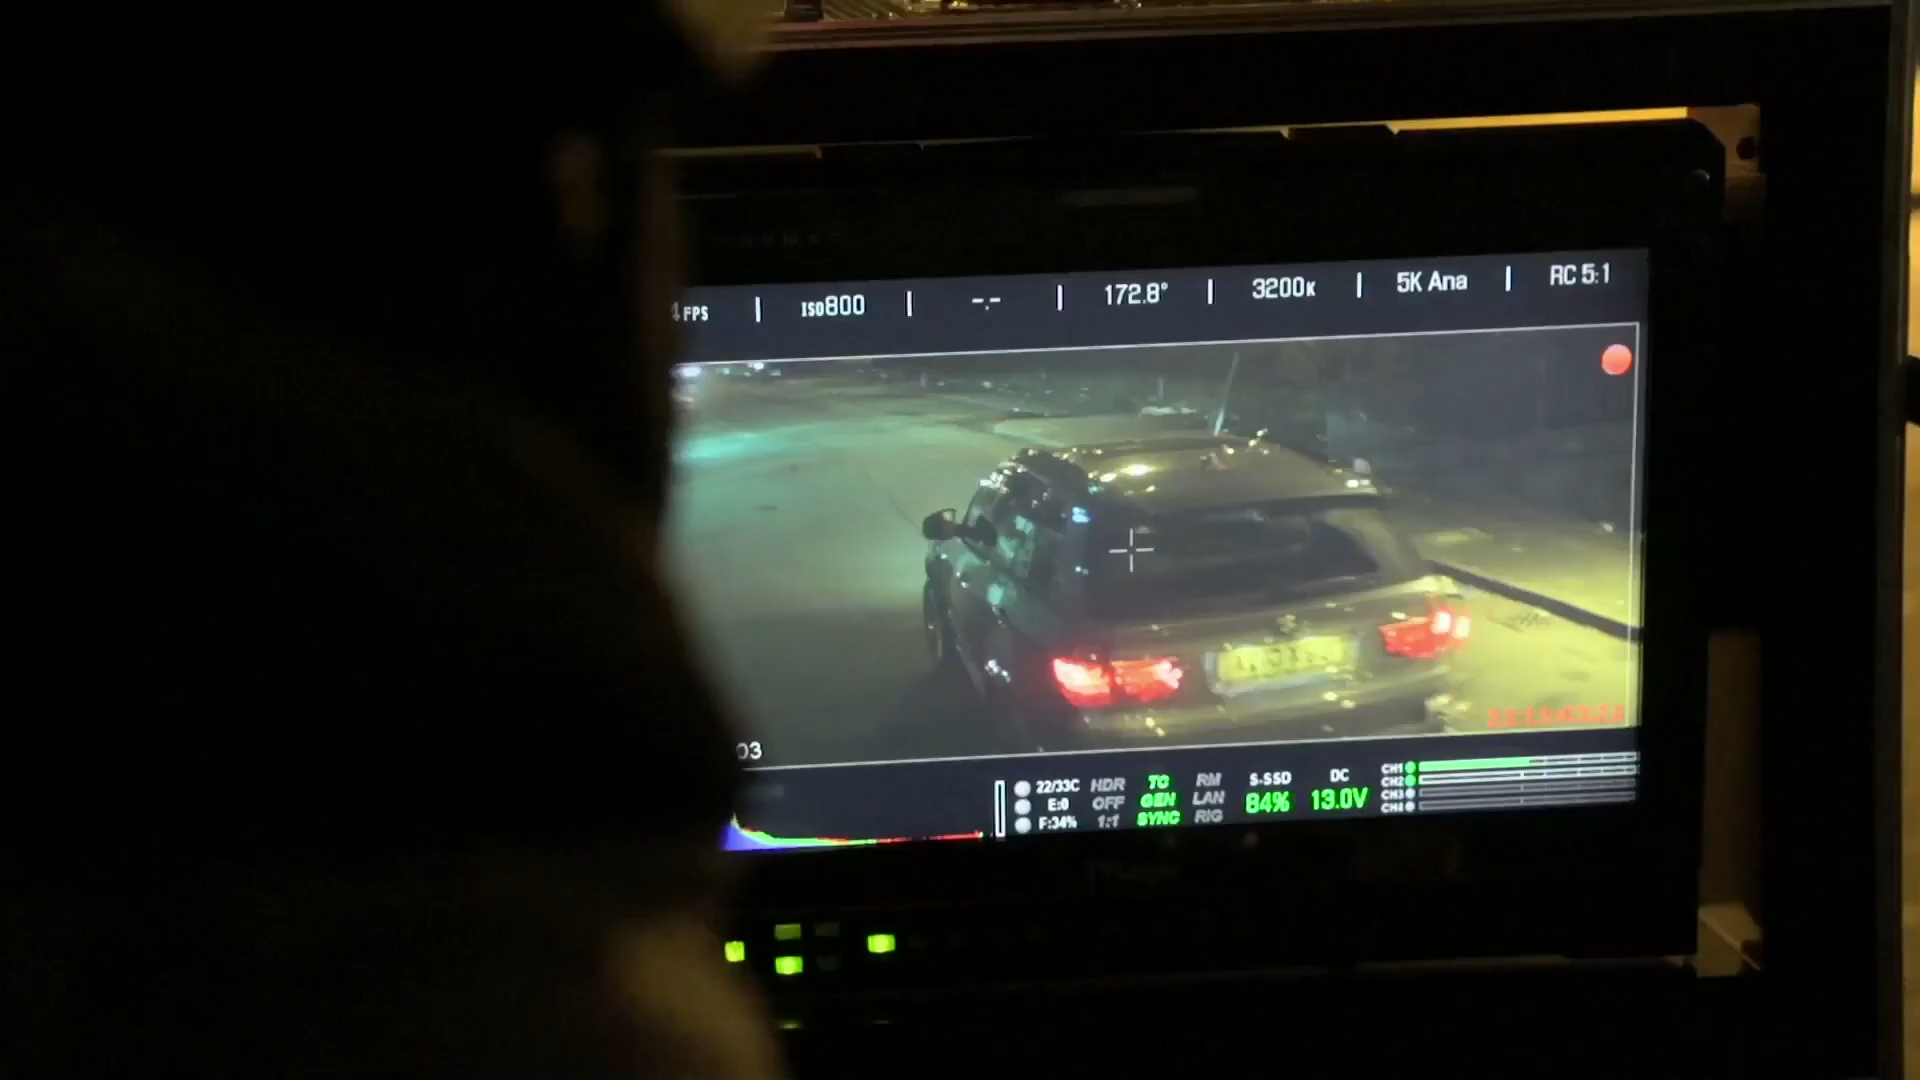 4 FPS | ISO800 | -.- | 172.8° | 3200K | 5K Ana | RC 5:1
03
22/33C HDR TC RM S-SSD DC CH1
E:0 OFF GEN LAN 84% 13.0V CH2
F:34% 1:1 SYNC RIG CH3
CH4